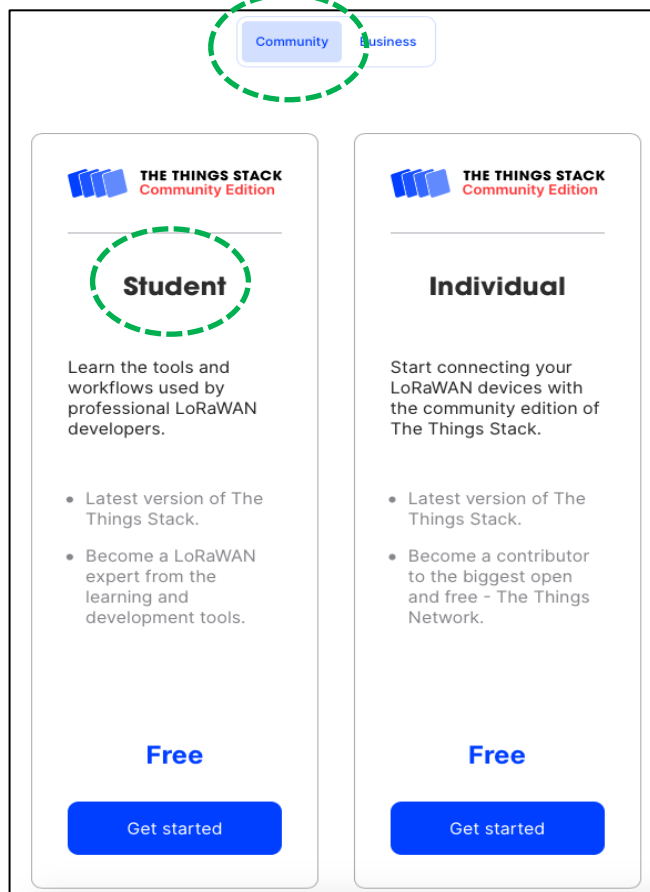 Community Business
THE THINGS STACK
Community Edition
Student
Learn the tools and
workflows used by
professional LoRaWAN
developers.
• Latest version of The
Things Stack.
• Become a LoRaWAN
expert from the
learning and
development tools.
Free
Get started
THE THINGS STACK
Community Edition
Individual
Start connecting your
LoRaWAN devices with
the community edition of
The Things Stack.
• Latest version of The
Things Stack.
• Become a contributor
to the biggest open
and free - The Things
Network.
Free
Get started